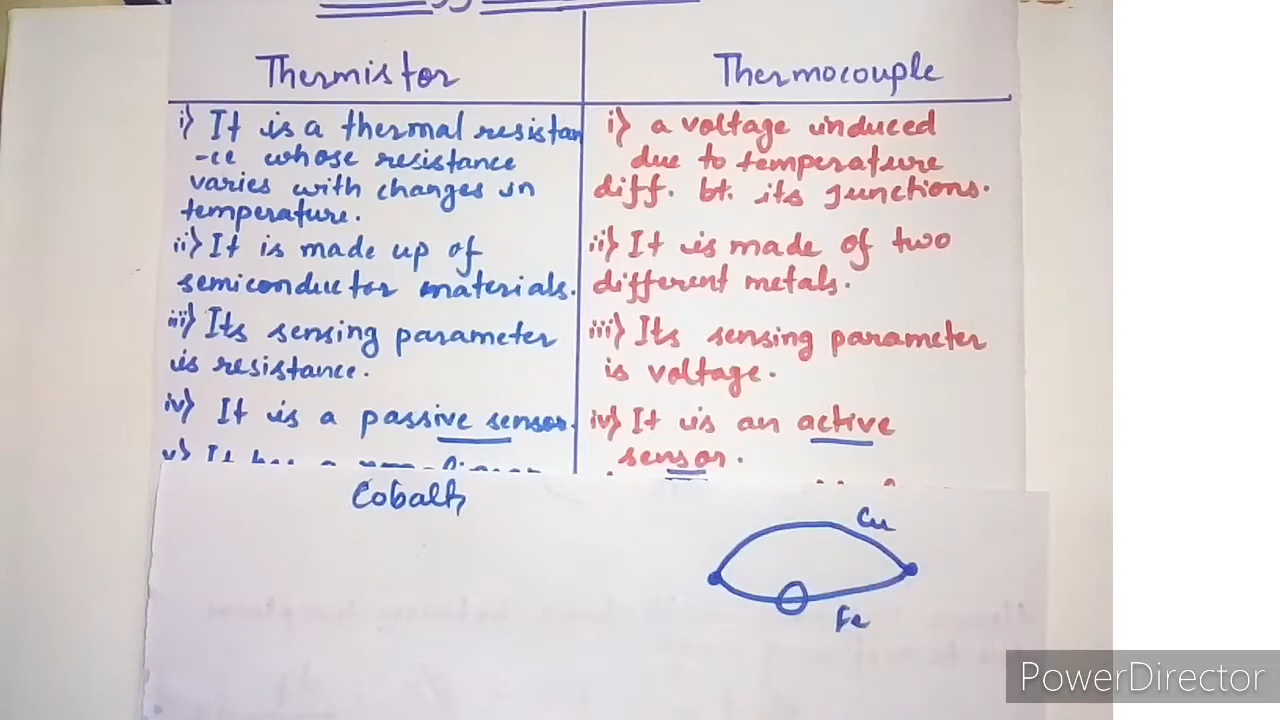 Thermistor
i) It is a thermal resistan
-ce whose resistance
varies with changes in
temperature.
ii) It is made up of
semiconductor materials.
iii) Its sensing parameter
is resistance.
iv) It is a passive sensor.
Thermocouple
i) a voltage induced
due to temperature
diff. bt. its junctions.
ii) It is made of two
different metals.
iii) Its sensing parameter
is voltage.
iv) It is an active
sensor.
Cobalt,
Cu
Fe
PowerDirector